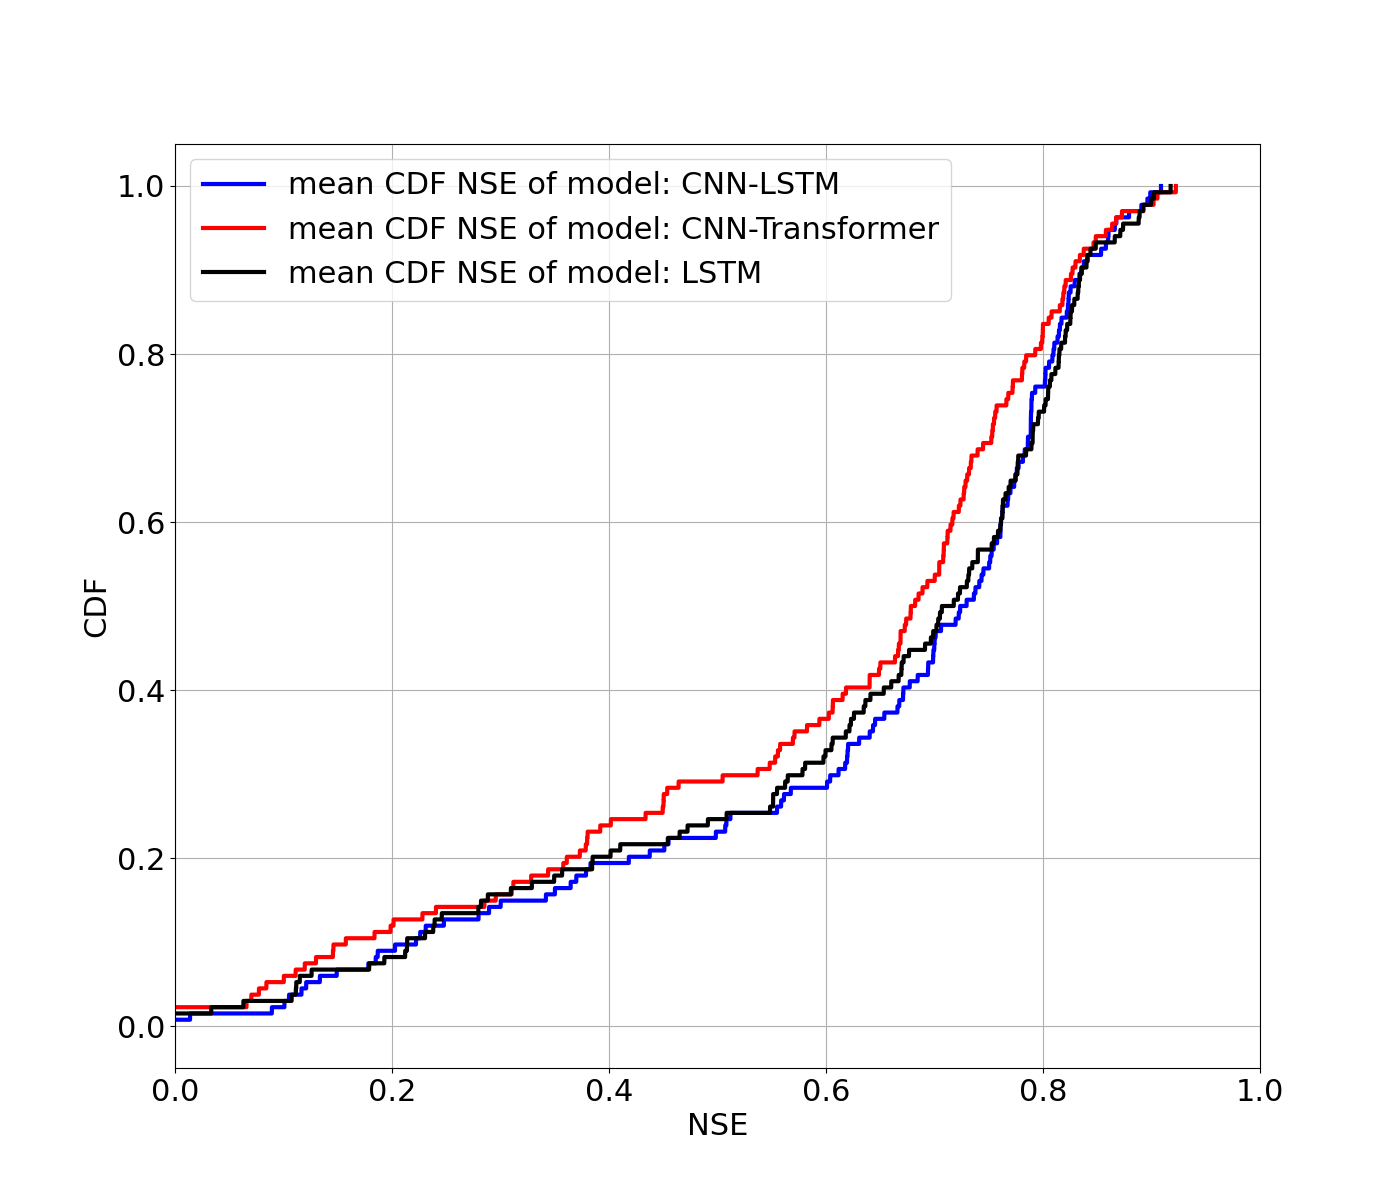 mean CDF NSE of model: CNN-LSTM
mean CDF NSE of model: CNN-Transformer
mean CDF NSE of model: LSTM
1.0
0.8
0.6
0.4
0.2
0.0
CDF
0.0 0.2 0.4 0.6 0.8 1.0
NSE